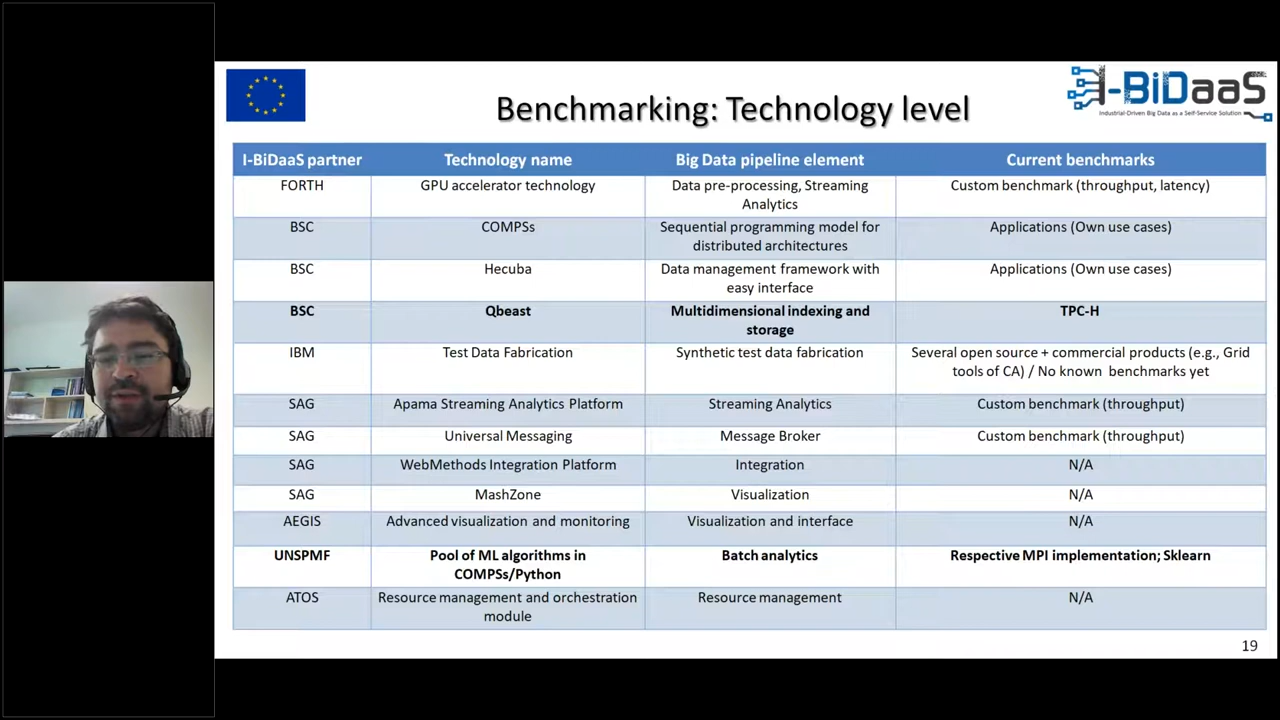 I-BiDaaS
Industrial-Driven Big Data as a Self-Service Solution
Benchmarking: Technology level
I-BiDaaS partner Technology name Big Data pipeline element Current benchmarks
FORTH GPU accelerator technology Data pre-processing, Streaming Custom benchmark (throughput, latency)
Analytics
BSC COMPSs Sequential programming model for Applications (Own use cases)
distributed architectures
BSC Hecuba Data management framework with Applications (Own use cases)
easy interface
BSC Qbeast Multidimensional indexing and TPC-H
storage
IBM Test Data Fabrication Synthetic test data fabrication Several open source + commercial products (e.g., Grid
tools of CA) / No known benchmarks yet
SAG Apama Streaming Analytics Platform Streaming Analytics Custom benchmark (throughput)
SAG Universal Messaging Message Broker Custom benchmark (throughput)
SAG WebMethods Integration Platform Integration N/A
SAG MashZone Visualization N/A
AEGIS Advanced visualization and monitoring Visualization and interface N/A
UNSPMF Pool of ML algorithms in Batch analytics Respective MPI implementation; Sklearn
COMPSs/Python
ATOS Resource management and orchestration Resource management N/A
module
19